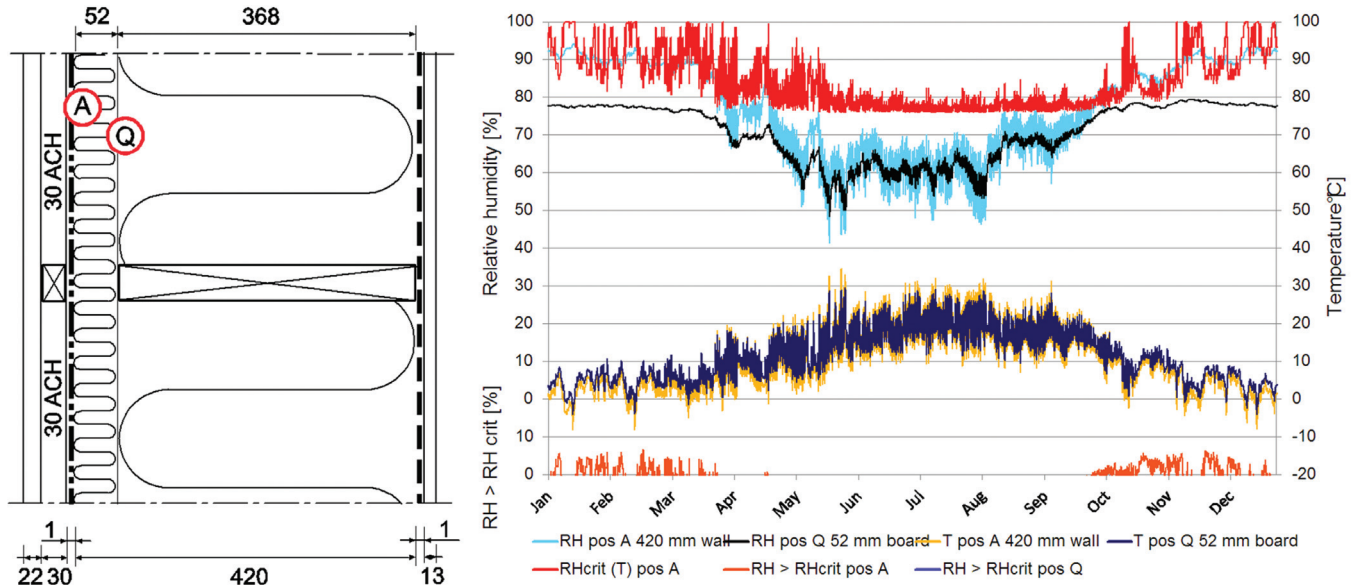 52
368
A
Q
30 ACH
30 ACH
1
1
22
30
420
13
100
90
80
70
60
50
40
30
20
10
0
10
0
Relative humidity [%]
RH > RH crit [%]
100
90
80
70
60
50
40
30
20
10
0
-10
-20
Temperature°C]
Jan
Feb
Mar
Apr
May
Jun
Jul
Aug
Sep
Oct
Nov
Dec
RH pos A 420 mm wall
RH pos Q 52 mm board
T pos A 420 mm wall
T pos Q 52 mm board
RHcrit (T) pos A
RH > RHcrit pos A
RH > RHcrit pos Q